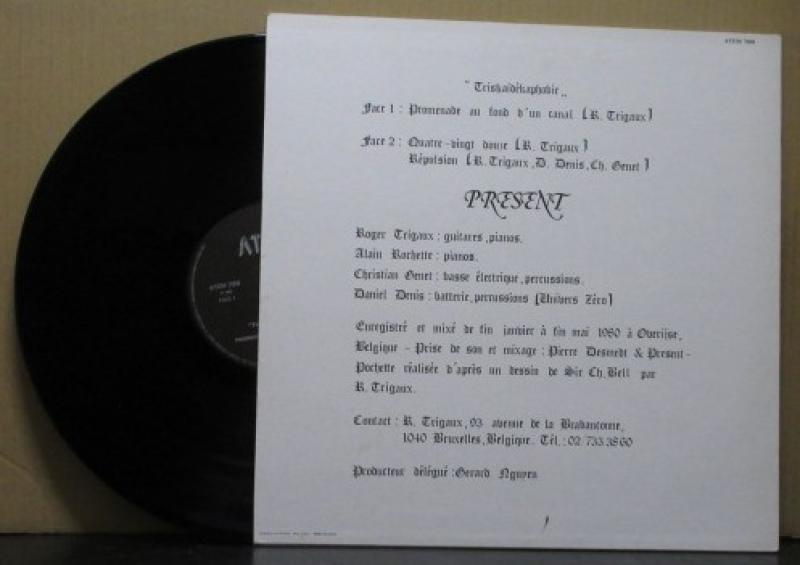 ATEM 7008
" Triskaïdékaphobie „
Face 1 : Promenade au fond d'un canal [R. Trigaux]
Face 2 : Quatre-vingt douze [R. Trigaux]
Répulsion [R. Trigaux, D. Denis, Ch. Genet]
PRESENT
Roger Trigaux : guitares, pianos.
Alain Rochette : pianos.
Christian Genet : basse électrique, percussions.
Daniel Denis : batterie, percussions [Univers Zéro]
Enregistré et mixé de fin janvier à fin mai 1980 à Overijse,
Belgique - Prise de son et mixage : Pierre Desmedt & Present -
Pochette réalisée d'après un dessin de Sir Ch. Bell par
R. Trigaux.
Contact : R. Trigaux, 93 avenue de la Brabançonne,
1040 Bruxelles, Belgique. Tél. : 02 733 38 60
Producteur délégué : Gerard Nguyen
AT